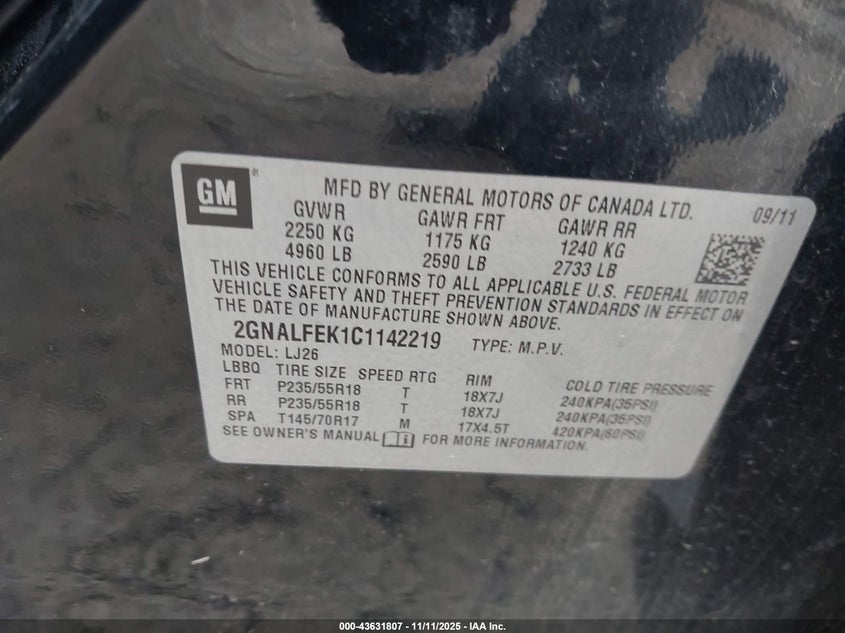 GM®
MFD BY GENERAL MOTORS OF CANADA LTD. 09/11
GVWR GAWR FRT GAWR RR
2250 KG 1175 KG 1240 KG
4960 LB 2590 LB 2733 LB
THIS VEHICLE CONFORMS TO ALL APPLICABLE U.S. FEDERAL MOTOR
VEHICLE SAFETY AND THEFT PREVENTION STANDARDS IN EFFECT ON
THE DATE OF MANUFACTURE SHOWN ABOVE.
2GNALFEK1C1142219 TYPE: M.P.V.
MODEL: LJ26
LBBQ TIRE SIZE SPEED RTG RIM COLD TIRE PRESSURE
FRT P235/55R18 T 18X7J 240KPA(35PSI)
RR P235/55R18 T 18X7J 240KPA(35PSI)
SPA T145/70R17 M 17X4.5T 420KPA(60PSI)
SEE OWNER'S MANUAL FOR MORE INFORMATION.
000-43631807 - 11/11/2025 - IAA Inc.